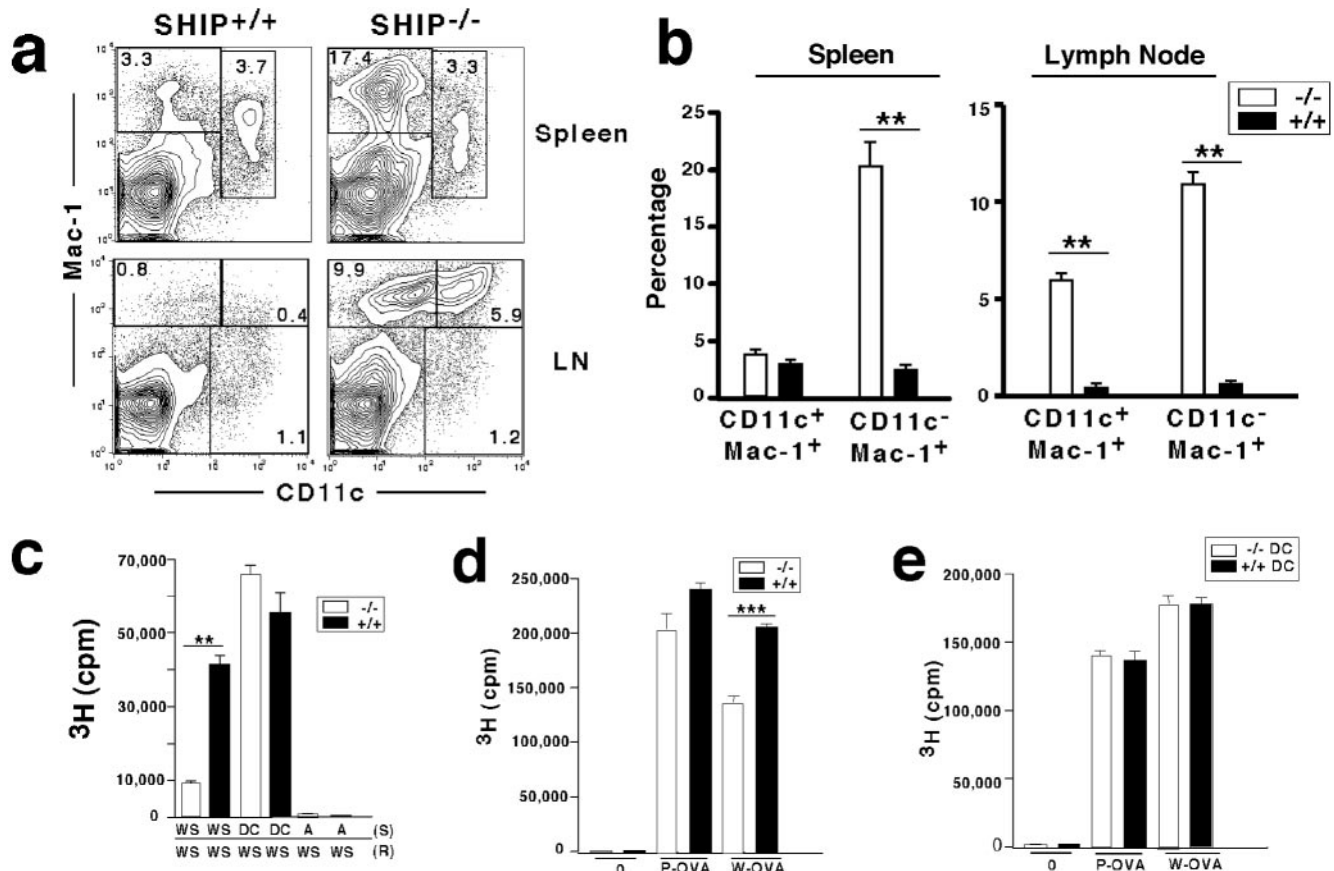 a
SHIP+/+
SHIP-/-
3.3
3.7
17.4
3.3
Spleen
Mac-1
0.8
0.4
1.1
9.9
5.9
1.2
LN
CD11c
b
Spleen
Lymph Node
-/-
+/+
Percentage
25
20
15
10
5
0
**
CD11c+
Mac-1+
CD11c-
Mac-1+
15
10
5
0
**
**
CD11c+
Mac-1+
CD11c-
Mac-1+
c
3H (cpm)
70,000
50,000
30,000
10,000
0
**
-/-
+/+
WS WS DC DC A A (S)
WS WS WS WS WS WS (R)
d
3H (cpm)
250,000
200,000
150,000
100,000
50,000
0
***
-/-
+/+
0 P-OVA W-OVA
e
3H (cpm)
200,000
150,000
100,000
50,000
0
-/- DC
+/+ DC
0 P-OVA W-OVA